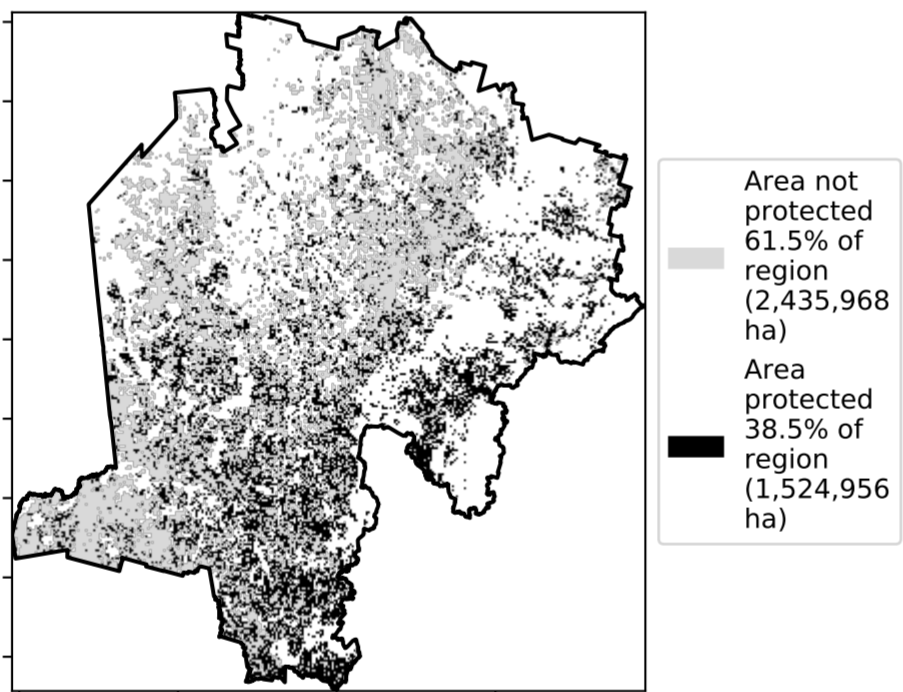 Area not
protected
61.5% of
region
(2,435,968
ha)
Area
protected
38.5% of
region
(1,524,956
ha)